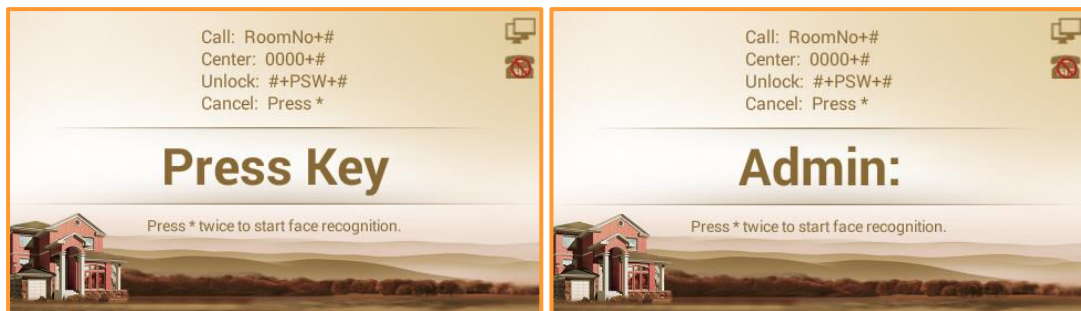 Call: RoomNo+#
Center: 0000+#
Unlock: #+PSW+#
Cancel: Press *
Press Key
Press * twice to start face recognition.
Call: RoomNo+#
Center: 0000+#
Unlock: #+PSW+#
Cancel: Press *
Admin:
Press * twice to start face recognition.